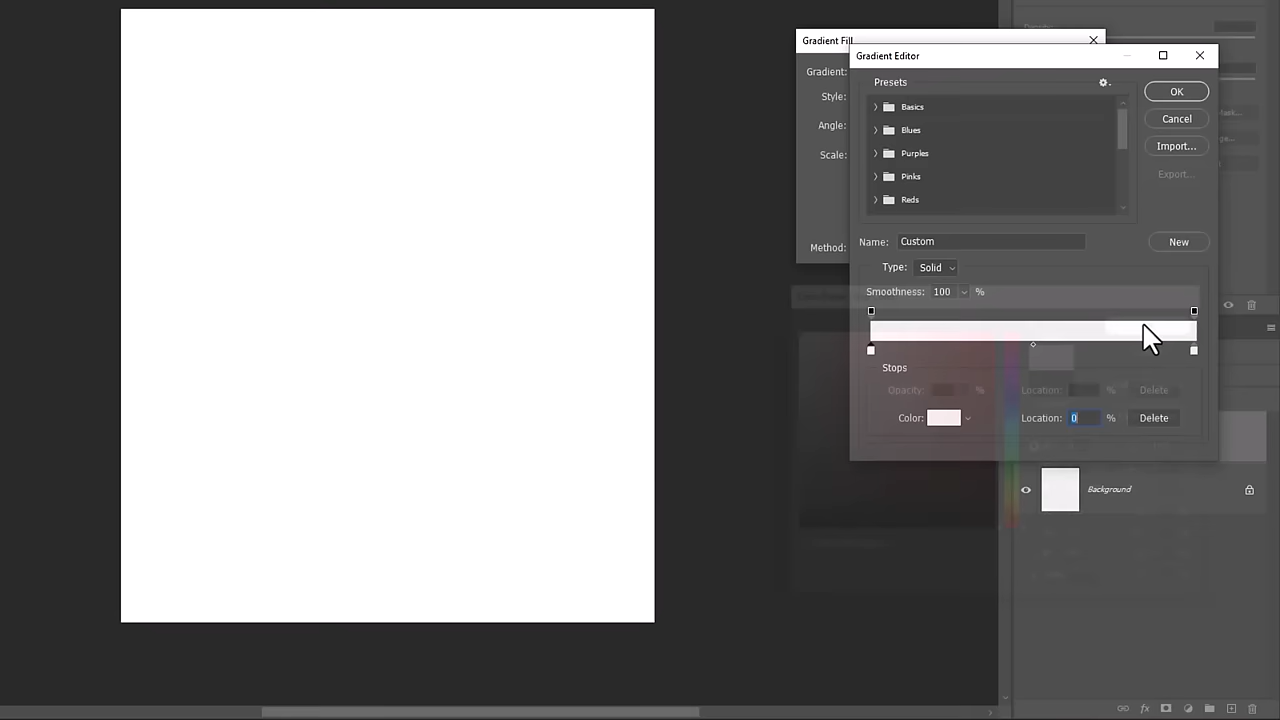 Gradient Fill
Gradient:
Style:
Angle:
Scale:
Method:
Gradient Editor
Presets
Basics
Blues
Purples
Pinks
Reds
OK
Cancel
Import...
Export...
Name: Custom
New
Type: Solid
Smoothness: 100 %
Stops
Opacity: % Location: % Delete
Color: Location: 0 % Delete
Background
fx